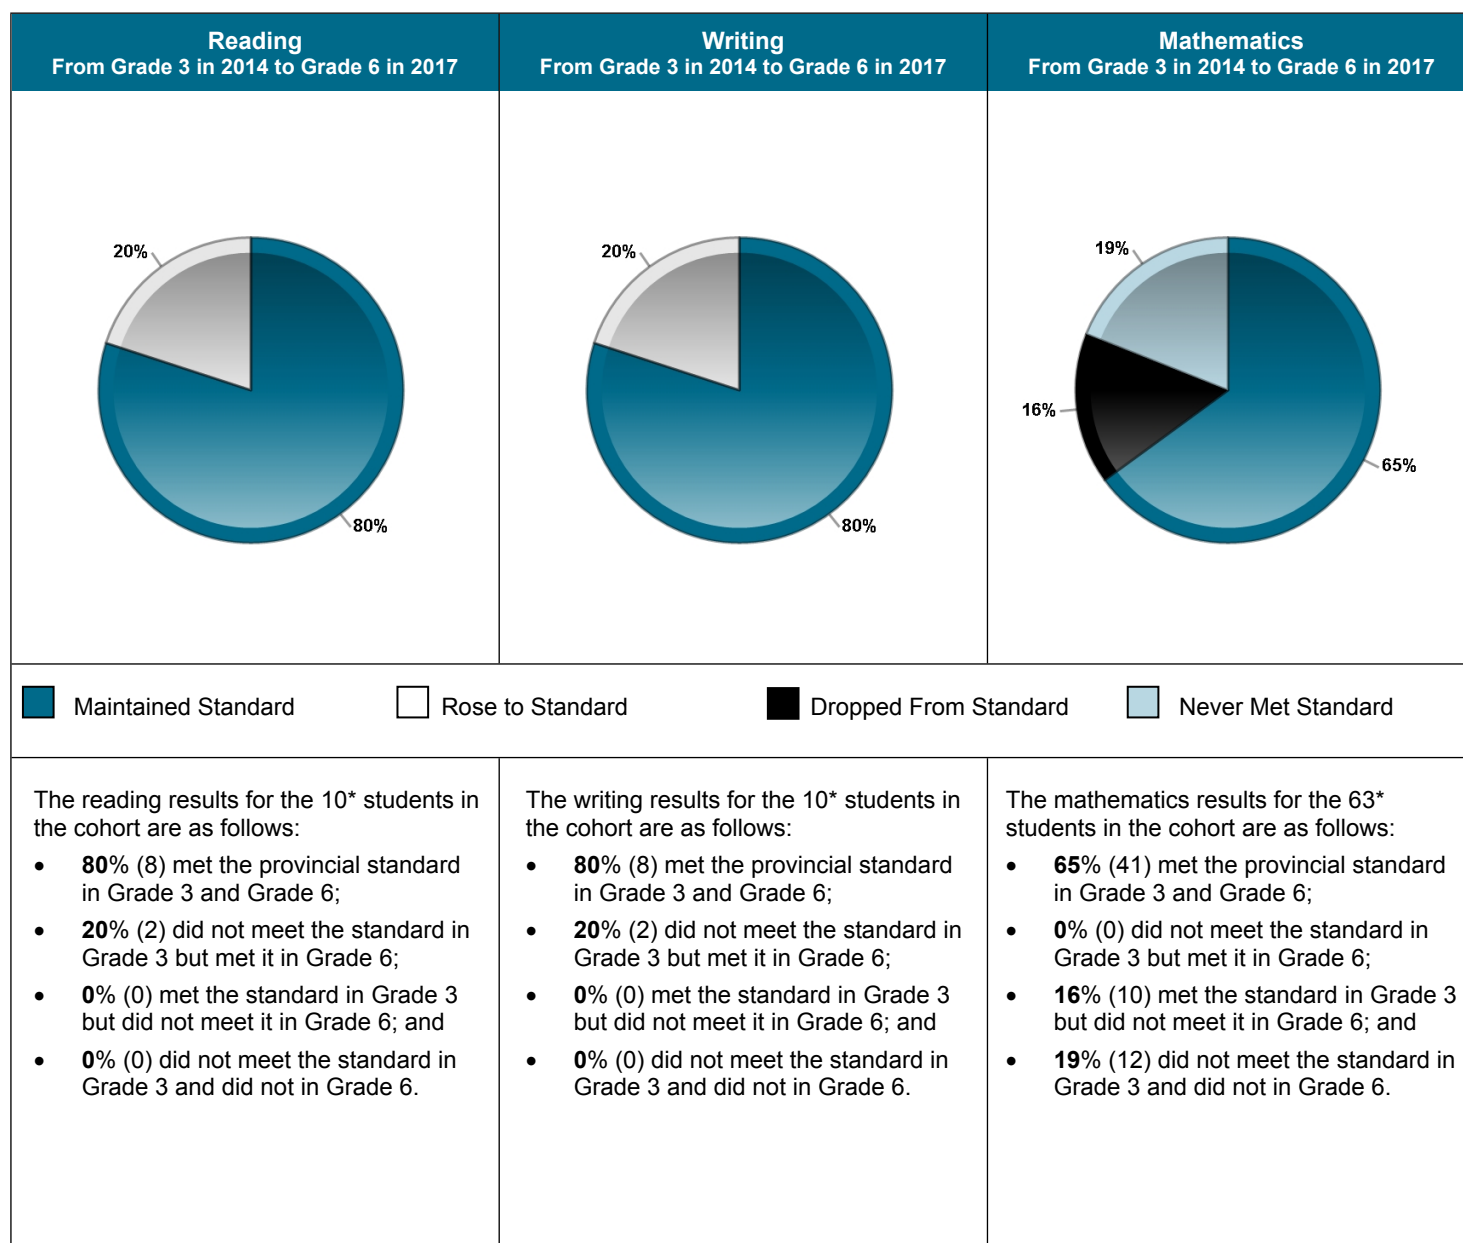 Reading
From Grade 3 in 2014 to Grade 6 in 2017
Writing
From Grade 3 in 2014 to Grade 6 in 2017
Mathematics
From Grade 3 in 2014 to Grade 6 in 2017
20%
80%
20%
80%
19%
16%
65%
Maintained Standard
Rose to Standard
Dropped From Standard
Never Met Standard
The reading results for the 10* students in
the cohort are as follows:
• 80% (8) met the provincial standard
in Grade 3 and Grade 6;
• 20% (2) did not meet the standard in
Grade 3 but met it in Grade 6;
• 0% (0) met the standard in Grade 3
but did not meet it in Grade 6; and
• 0% (0) did not meet the standard in
Grade 3 and did not in Grade 6.
The writing results for the 10* students in
the cohort are as follows:
• 80% (8) met the provincial standard
in Grade 3 and Grade 6;
• 20% (2) did not meet the standard in
Grade 3 but met it in Grade 6;
• 0% (0) met the standard in Grade 3
but did not meet it in Grade 6; and
• 0% (0) did not meet the standard in
Grade 3 and did not in Grade 6.
The mathematics results for the 63*
students in the cohort are as follows:
• 65% (41) met the provincial standard
in Grade 3 and Grade 6;
• 0% (0) did not meet the standard in
Grade 3 but met it in Grade 6;
• 16% (10) met the standard in Grade 3
but did not meet it in Grade 6; and
• 19% (12) did not meet the standard in
Grade 3 and did not in Grade 6.